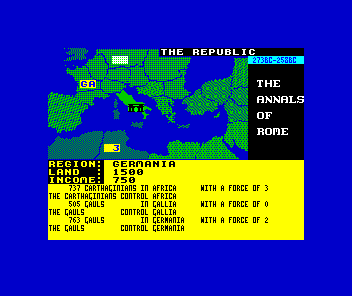 THE REPUBLIC
273BC-258BC
THE
ANNALS
OF
ROME
GA
3
REGION: GERMANIA
LAND : 1500
INCOME: 750
737 CARTHAGINIANS IN AFRICA WITH A FORCE OF 3
THE CARTHAGINIANS CONTROL AFRICA
505 GAULS IN GALLIA WITH A FORCE OF 0
THE GAULS CONTROL GALLIA
763 GAULS IN GERMANIA WITH A FORCE OF 2
THE GAULS CONTROL GERMANIA